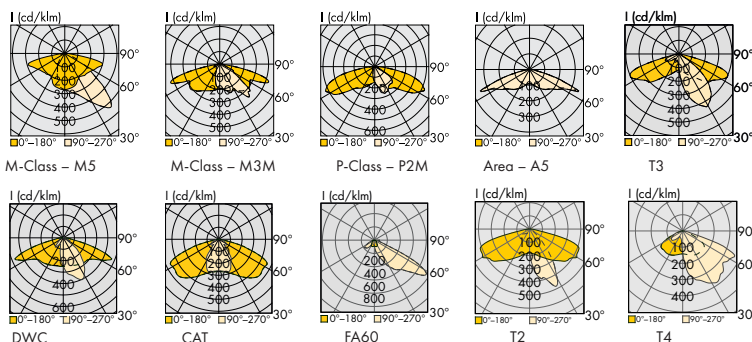 I (cd/klm) I (cd/klm) I (cd/klm) I (cd/klm) I (cd/klm)
90° 90° 90° 90° 90°
100 100 200 100 100
200 200 400 200 200
300 300 600 300 300
400 400 400 400
500 500 500 500
60° 60° 60° 60° 60°
30° 30° 30° 30° 30°
0°–180° 90°–270° 0°–180° 90°–270° 0°–180° 90°–270° 0°–180° 90°–270° 0°–180° 90°–270°
M-Class – M5 M-Class – M3M P-Class – P2M Area – A5 T3
I (cd/klm) I (cd/klm) I (cd/klm) I (cd/klm) I (cd/klm)
90° 90° 90° 90° 90°
200 100 200 100 100
400 200 400 200 200
600 300 600 300 300
400 800 400 400
500 500
60° 60° 60° 60° 60°
30° 30° 30° 30° 30°
0°–180° 90°–270° 0°–180° 90°–270° 0°–180° 90°–270° 0°–180° 90°–270° 0°–180° 90°–270°
DWC CAT FA60 T2 T4